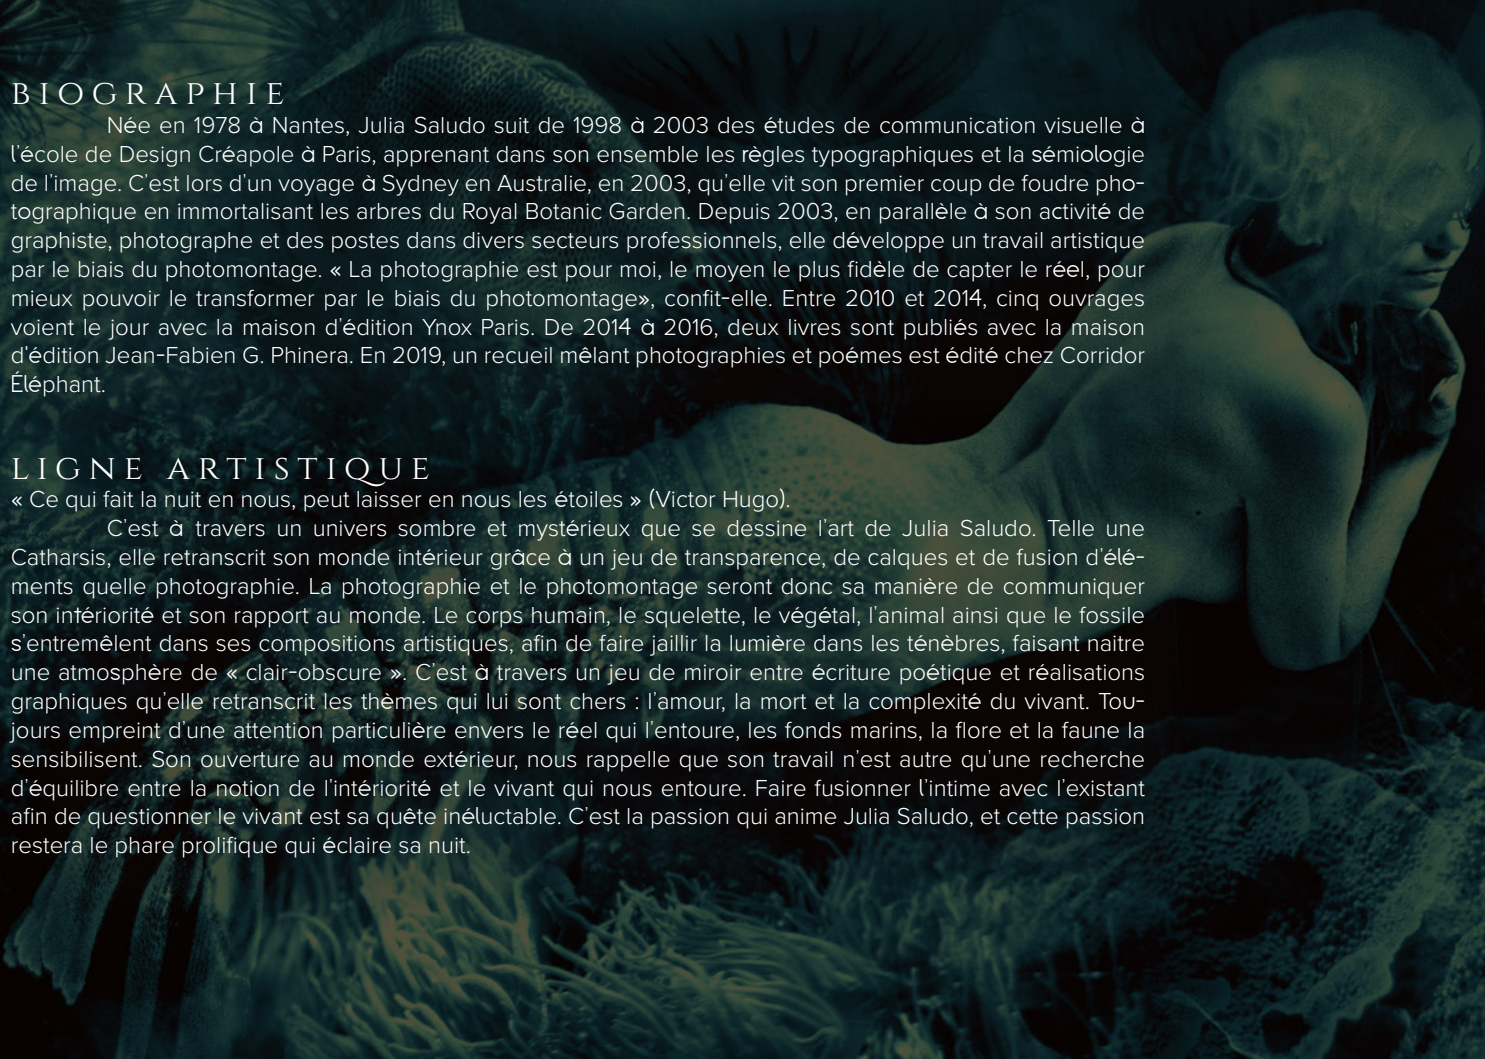 BIOGRAPHIE
Née en 1978 à Nantes, Julia Saludo suit de 1998 à 2003 des études de communication visuelle à
l'école de Design Créapole à Paris, apprenant dans son ensemble les règles typographiques et la sémiologie
de l'image. C'est lors d'un voyage à Sydney en Australie, en 2003, qu'elle vit son premier coup de foudre pho-
tographique en immortalisant les arbres du Royal Botanic Garden. Depuis 2003, en parallèle à son activité de
graphiste, photographe et des postes dans divers secteurs professionnels, elle développe un travail artistique
par le biais du photomontage. « La photographie est pour moi, le moyen le plus fidèle de capter le réel, pour
mieux pouvoir le transformer par le biais du photomontage», confit-elle. Entre 2010 et 2014, cinq ouvrages
voient le jour avec la maison d'édition Ynox Paris. De 2014 à 2016, deux livres sont publiés avec la maison
d'édition Jean-Fabien G. Phinera. En 2019, un recueil mêlant photographies et poémes est édité chez Corridor
Éléphant.
LIGNE ARTISTIQUE
« Ce qui fait la nuit en nous, peut laisser en nous les étoiles » (Victor Hugo).
C'est à travers un univers sombre et mystérieux que se dessine l'art de Julia Saludo. Telle une
Catharsis, elle retranscrit son monde intérieur grâce à un jeu de transparence, de calques et de fusion d'élé-
ments quelle photographie. La photographie et le photomontage seront donc sa manière de communiquer
son intériorité et son rapport au monde. Le corps humain, le squelette, le végétal, l'animal ainsi que le fossile
s'entremêlent dans ses compositions artistiques, afin de faire jaillir la lumière dans les ténèbres, faisant naitre
une atmosphère de « clair-obscure ». C'est à travers un jeu de miroir entre écriture poétique et réalisations
graphiques qu'elle retranscrit les thèmes qui lui sont chers : l'amour, la mort et la complexité du vivant. Tou-
jours empreint d'une attention particulière envers le réel qui l'entoure, les fonds marins, la flore et la faune la
sensibilisent. Son ouverture au monde extérieur, nous rappelle que son travail n'est autre qu'une recherche
d'équilibre entre la notion de l'intériorité et le vivant qui nous entoure. Faire fusionner l'intime avec l'existant
afin de questionner le vivant est sa quête inéluctable. C'est la passion qui anime Julia Saludo, et cette passion
restera le phare prolifique qui éclaire sa nuit.